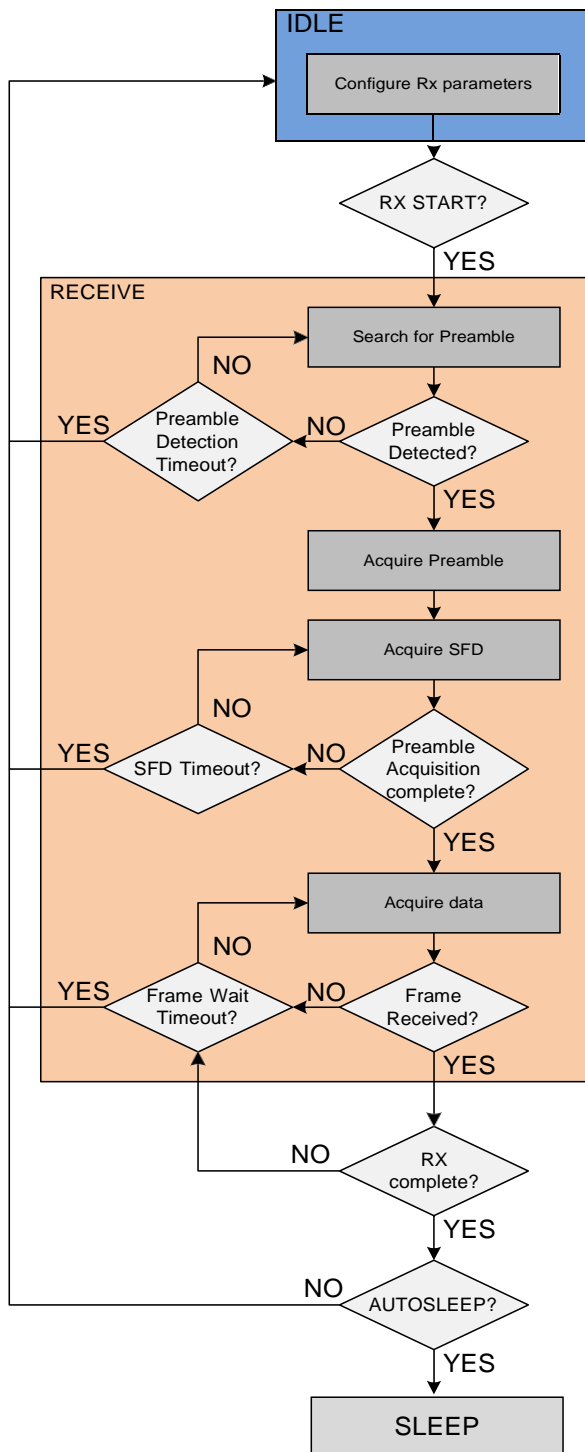 IDLE
Configure Rx parameters
RX START?
YES
RECEIVE
Search for Preamble
NO
YES
Preamble
Detection
Timeout?
NO
Preamble
Detected?
YES
Acquire Preamble
Acquire SFD
NO
YES
SFD Timeout?
NO
Preamble
Acquisition
complete?
YES
Acquire data
NO
YES
Frame Wait
Timeout?
NO
Frame
Received?
YES
NO
RX
complete?
YES
NO
AUTOSLEEP?
YES
SLEEP